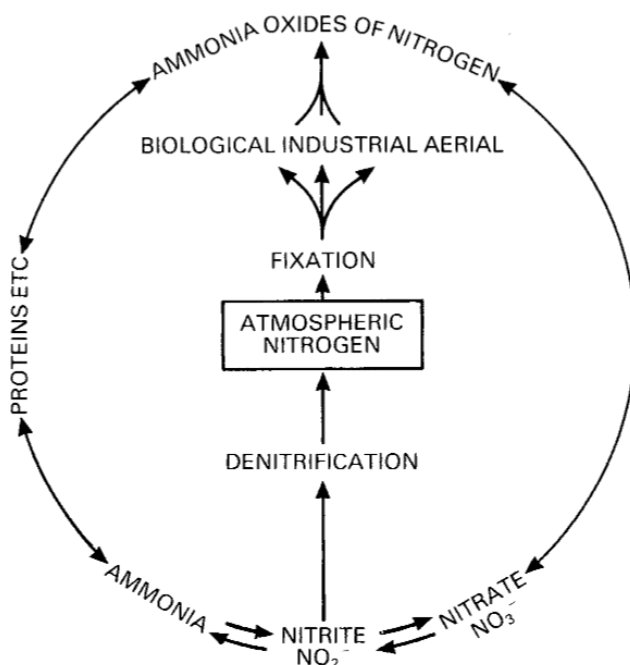 AMMONIA OXIDES OF NITROGEN
BIOLOGICAL INDUSTRIAL AERIAL
FIXATION
ATMOSPHERIC
NITROGEN
PROTEINS ETC
DENITRIFICATION
AMMONIA
NITRITE
NO₂⁻
NITRATE
NO₃⁻